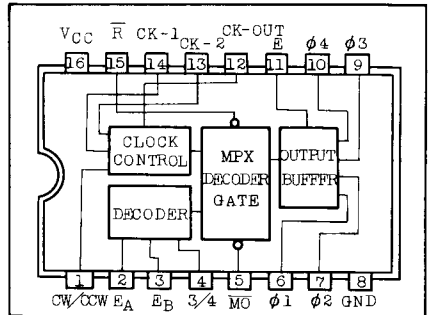 VCC R̅ CK-1 CK-2 CK-OUT E ϕ4 ϕ3
16 15 14 13 12 11 10 9
CLOCK CONTROL
MPX DECODER GATE
OUTPUT BUFFFR
DECODER
1 2 3 4 5 6 7 8
CW/CCW EA EB 3/4 M̅O̅ ϕ1 ϕ2 GND